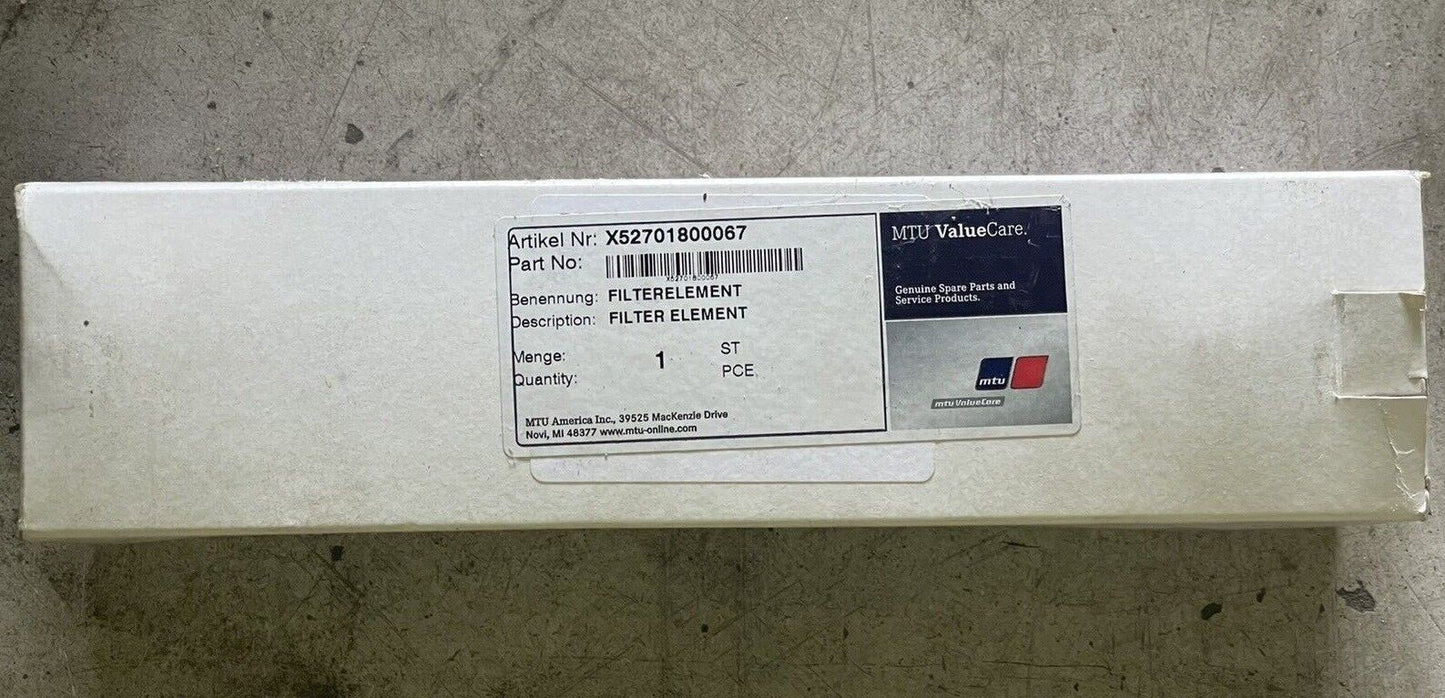 Artikel Nr: X52701800067
Part No:
X52701800067
Benennung: FILTERELEMENT
Description: FILTER ELEMENT
Menge: 1 ST
Quantity: PCE
MTU America Inc., 39525 MacKenzie Drive
Novi, MI 48377 www.mtu-online.com
MTU ValueCare.
Genuine Spare Parts and
Service Products.
mtu
mtu ValueCare